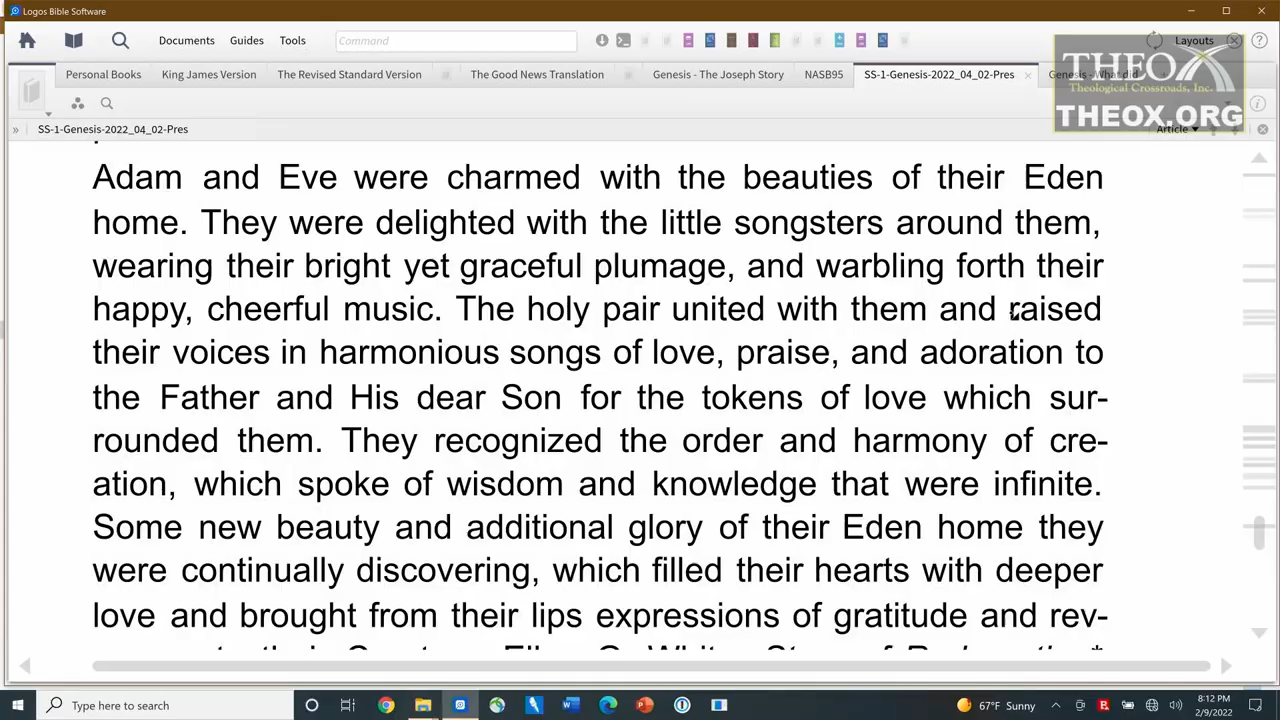 Logos Bible Software
Documents Guides Tools Command Layouts
Personal Books King James Version The Revised Standard Version The Good News Translation Genesis - The Joseph Story NASB95 SS-1-Genesis-2022_04_02-Pres Genesis - What did
THEOX
Theological Crossroads, Inc.
THEOX.ORG
SS-1-Genesis-2022_04_02-Pres Article
Adam and Eve were charmed with the beauties of their Eden
home. They were delighted with the little songsters around them,
wearing their bright yet graceful plumage, and warbling forth their
happy, cheerful music. The holy pair united with them and raised
their voices in harmonious songs of love, praise, and adoration to
the Father and His dear Son for the tokens of love which sur-
rounded them. They recognized the order and harmony of cre-
ation, which spoke of wisdom and knowledge that were infinite.
Some new beauty and additional glory of their Eden home they
were continually discovering, which filled their hearts with deeper
love and brought from their lips expressions of gratitude and rev-
Type here to search 67°F Sunny 8:12 PM
2/9/2022